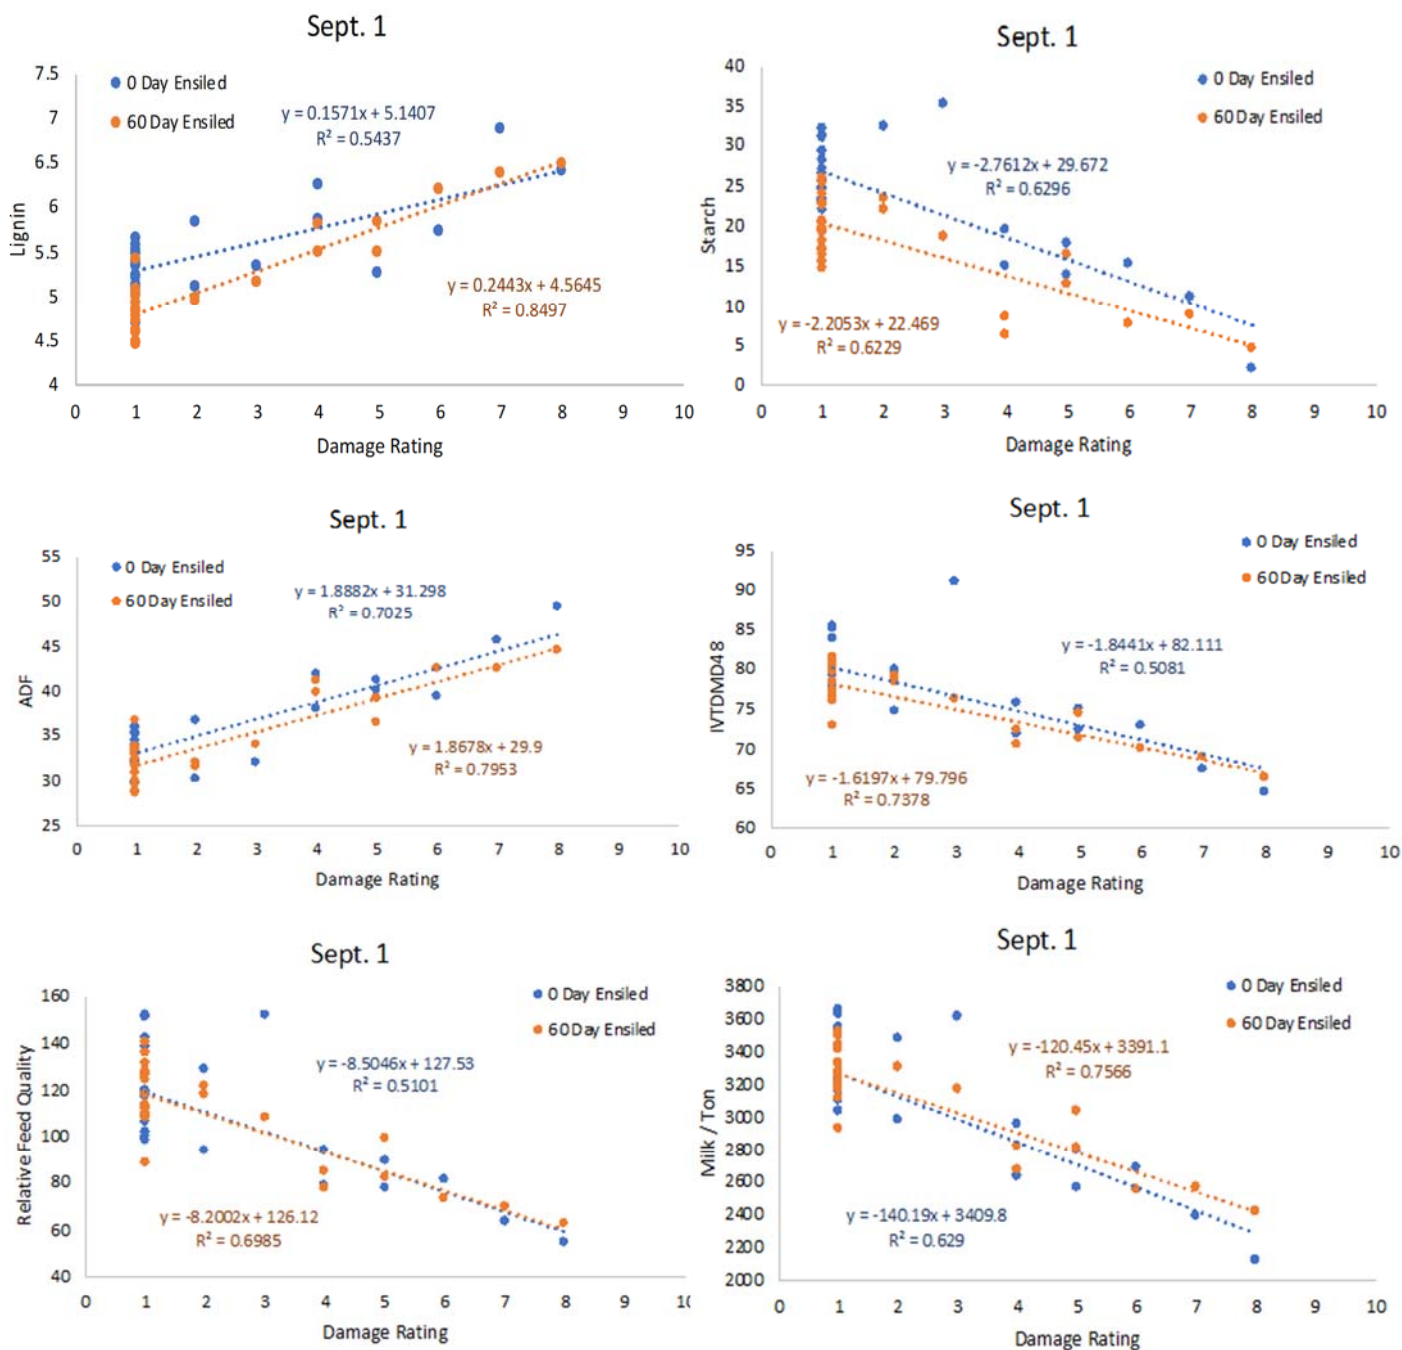 Sept. 1
7.5
7
6.5
6
5.5
5
4.5
4
Lignin
0 Day Ensiled
60 Day Ensiled
y = 0.1571x + 5.1407
R² = 0.5437
y = 0.2443x + 4.5645
R² = 0.8497
0 1 2 3 4 5 6 7 8 9 10
Damage Rating
Sept. 1
40
35
30
25
20
15
10
5
0
Starch
0 Day Ensiled
60 Day Ensiled
y = -2.7612x + 29.672
R² = 0.6296
y = -2.2053x + 22.469
R² = 0.6229
0 1 2 3 4 5 6 7 8 9 10
Damage Rating
Sept. 1
55
50
45
40
35
30
25
ADF
0 Day Ensiled
60 Day Ensiled
y = 1.8882x + 31.298
R² = 0.7025
y = 1.8678x + 29.9
R² = 0.7953
0 1 2 3 4 5 6 7 8 9 10
Damage Rating
Sept. 1
95
90
85
80
75
70
65
60
IVTDMD48
0 Day Ensiled
60 Day Ensiled
y = -1.8441x + 82.111
R² = 0.5081
y = -1.6197x + 79.796
R² = 0.7378
0 1 2 3 4 5 6 7 8 9 10
Damage Rating
Sept. 1
160
140
120
100
80
60
40
Relative Feed Quality
0 Day Ensiled
60 Day Ensiled
y = -8.5046x + 127.53
R² = 0.5101
y = -8.2002x + 126.12
R² = 0.6985
0 1 2 3 4 5 6 7 8 9 1
Damage Rating
Sept. 1
3800
3600
3400
3200
3000
2800
2600
2400
2200
2000
Milk / Ton
0 Day Ensiled
60 Day Ensiled
y = -120.45x + 3391.1
R² = 0.7566
y = -140.19x + 3409.8
R² = 0.629
0 1 2 3 4 5 6 7 8 9 10
Damage Rating